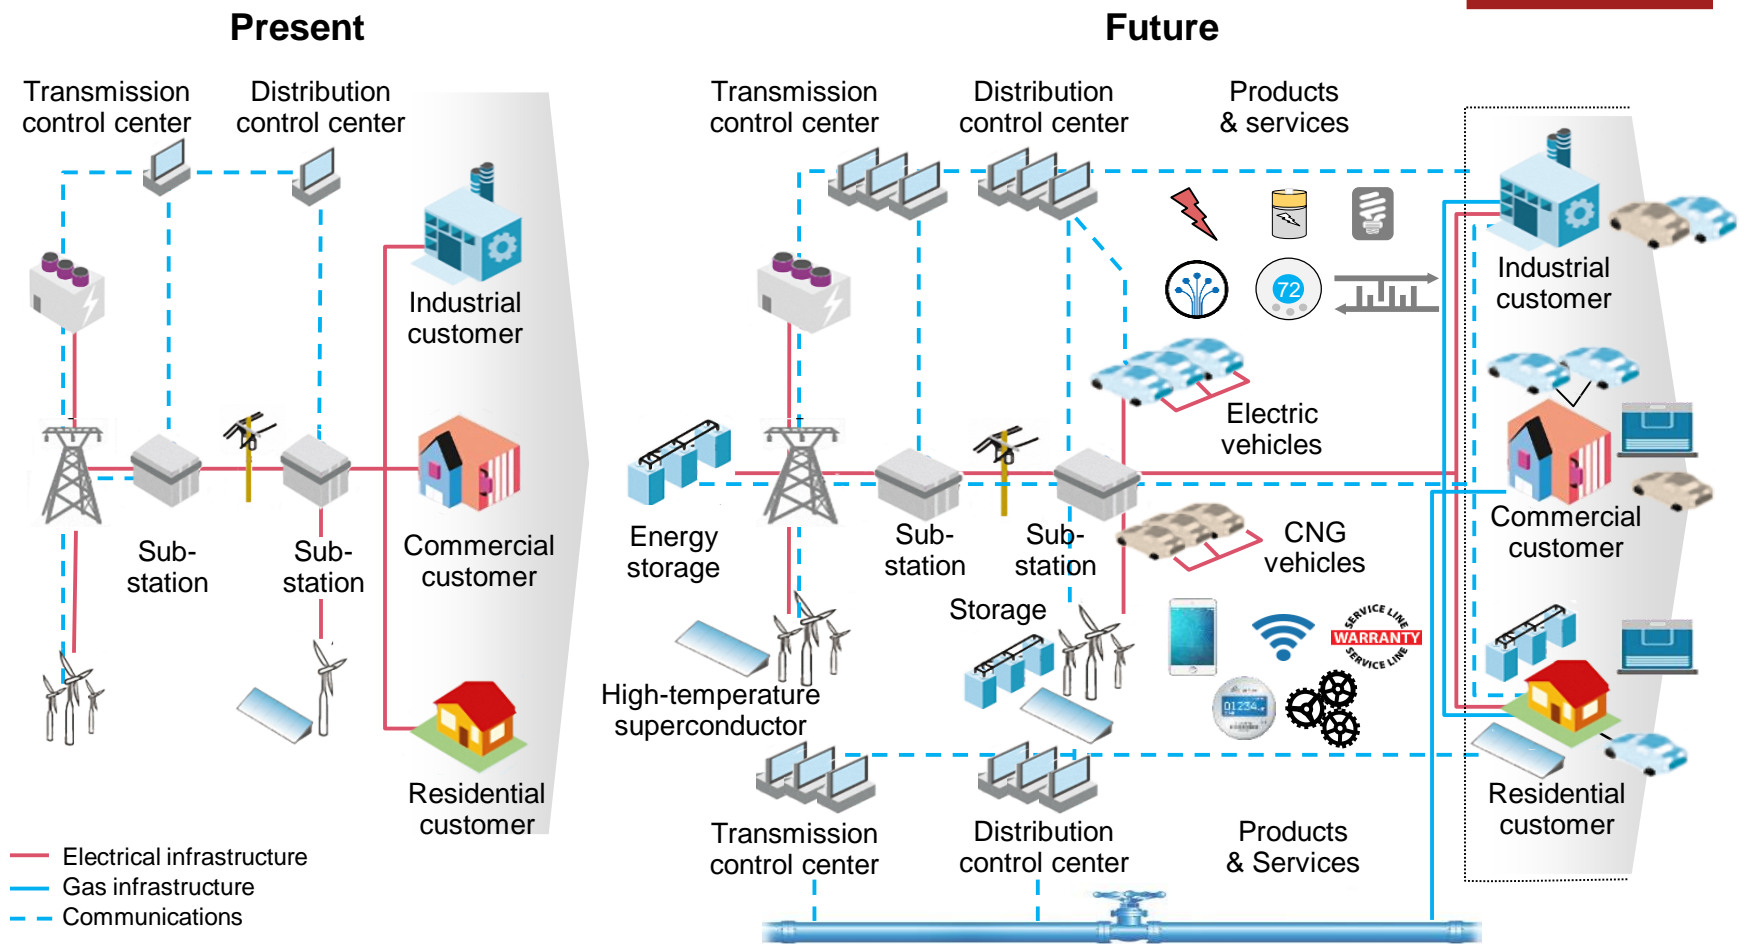 Present
Transmission
control center
Distribution
control center
Industrial
customer
Sub-
station
Sub-
station
Commercial
customer
Residential
customer
Electrical infrastructure
Gas infrastructure
Communications
Future
Transmission
control center
Distribution
control center
Products
& services
72
Industrial
customer
Electric
vehicles
Energy
storage
Sub-
station
Sub-
station
CNG
vehicles
Commercial
customer
Storage
SERVICE LINE
WARRANTY
SERVICE LINE
01234
High-temperature
superconductor
Residential
customer
Transmission
control center
Distribution
control center
Products
& Services